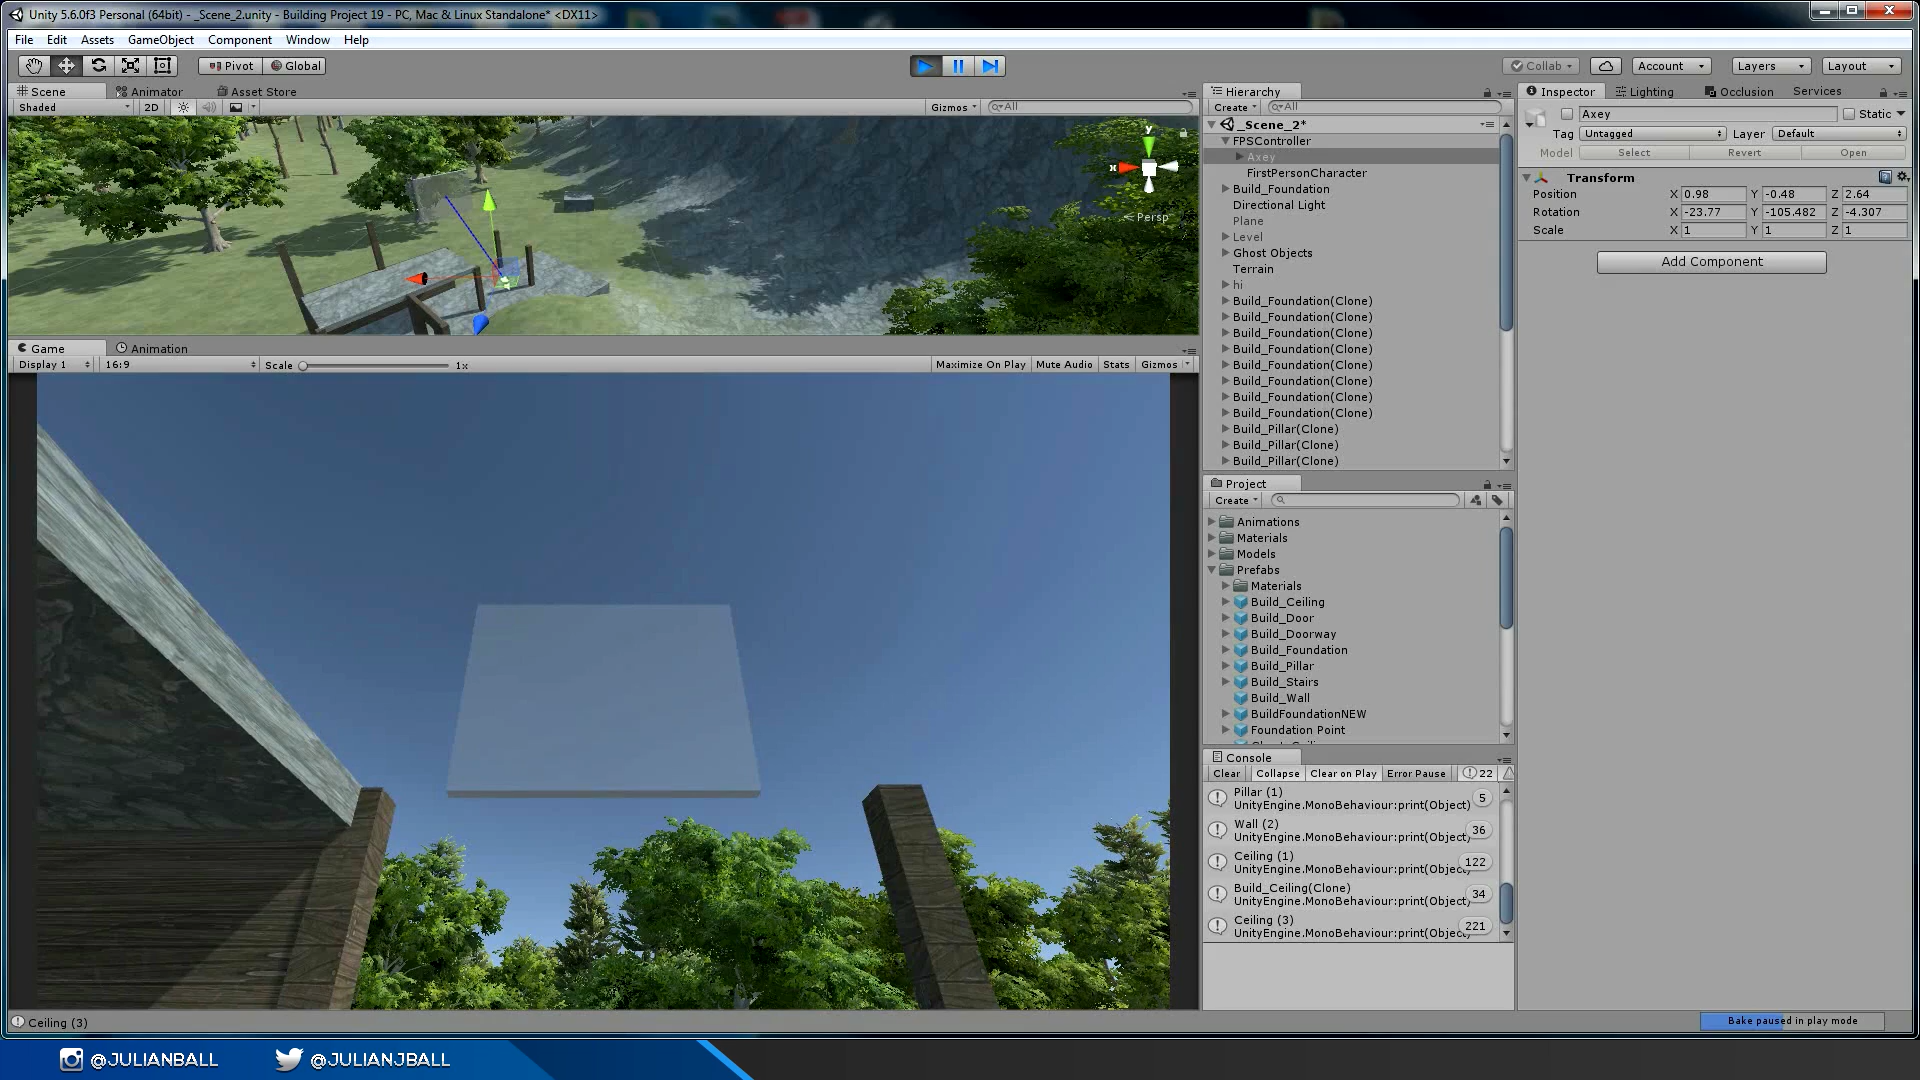 Unity 5.6.0f3 Personal (64bit) - _Scene_2.unity - Building Project 19 - PC, Mac & Linux Standalone* <DX11>
File Edit Assets GameObject Component Window Help
Pivot Global Collab Account Layers Layout
Scene Animator Asset Store
Shaded 2D Gizmos All
y
x
Persp
Game Animation
Display 1 16:9 Scale 1x Maximize On Play Mute Audio Stats Gizmos
Hierarchy
Create All
_Scene_2*
FPSController
Axey
FirstPersonCharacter
Build_Foundation
Directional Light
Plane
Level
Ghost Objects
Terrain
hi
Build_Foundation(Clone)
Build_Foundation(Clone)
Build_Foundation(Clone)
Build_Foundation(Clone)
Build_Foundation(Clone)
Build_Foundation(Clone)
Build_Foundation(Clone)
Build_Foundation(Clone)
Build_Pillar(Clone)
Build_Pillar(Clone)
Build_Pillar(Clone)
Project
Create
Animations
Materials
Models
Prefabs
Materials
Build_Ceiling
Build_Door
Build_Doorway
Build_Foundation
Build_Pillar
Build_Stairs
Build_Wall
BuildFoundationNEW
Foundation Point
Console
Clear Collapse Clear on Play Error Pause 22
Pillar (1)
UnityEngine.MonoBehaviour:print(Object) 5
Wall (2)
UnityEngine.MonoBehaviour:print(Object) 36
Ceiling (1)
UnityEngine.MonoBehaviour:print(Object) 122
Build_Ceiling(Clone)
UnityEngine.MonoBehaviour:print(Object) 34
Ceiling (3)
UnityEngine.MonoBehaviour:print(Object) 221
Inspector Lighting Occlusion Services
Axey Static
Tag Untagged Layer Default
Model Select Revert Open
Transform
Position X 0.98 Y -0.48 Z 2.64
Rotation X -23.77 Y -105.482 Z -4.307
Scale X 1 Y 1 Z 1
Add Component
Ceiling (3)
Bake paused in play mode
@JULIANBALL @JULIANJBALL